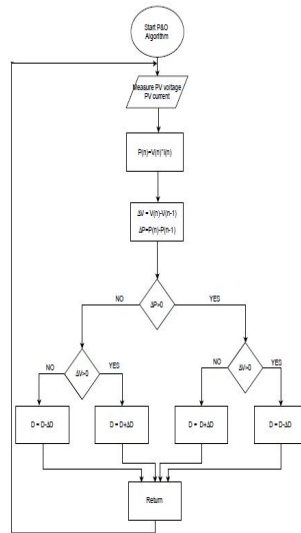 Start P&O
Algorithm
Measure PV voltage
PV current
P(n)=V(n)*I(n)
ΔV = V(n)-V(n-1)
ΔP=P(n)-P(n-1)
ΔP>0
NO
YES
ΔV>0
ΔV>0
NO
YES
NO
YES
D = D-ΔD
D = D+ΔD
D = D+ΔD
D = D-ΔD
Return